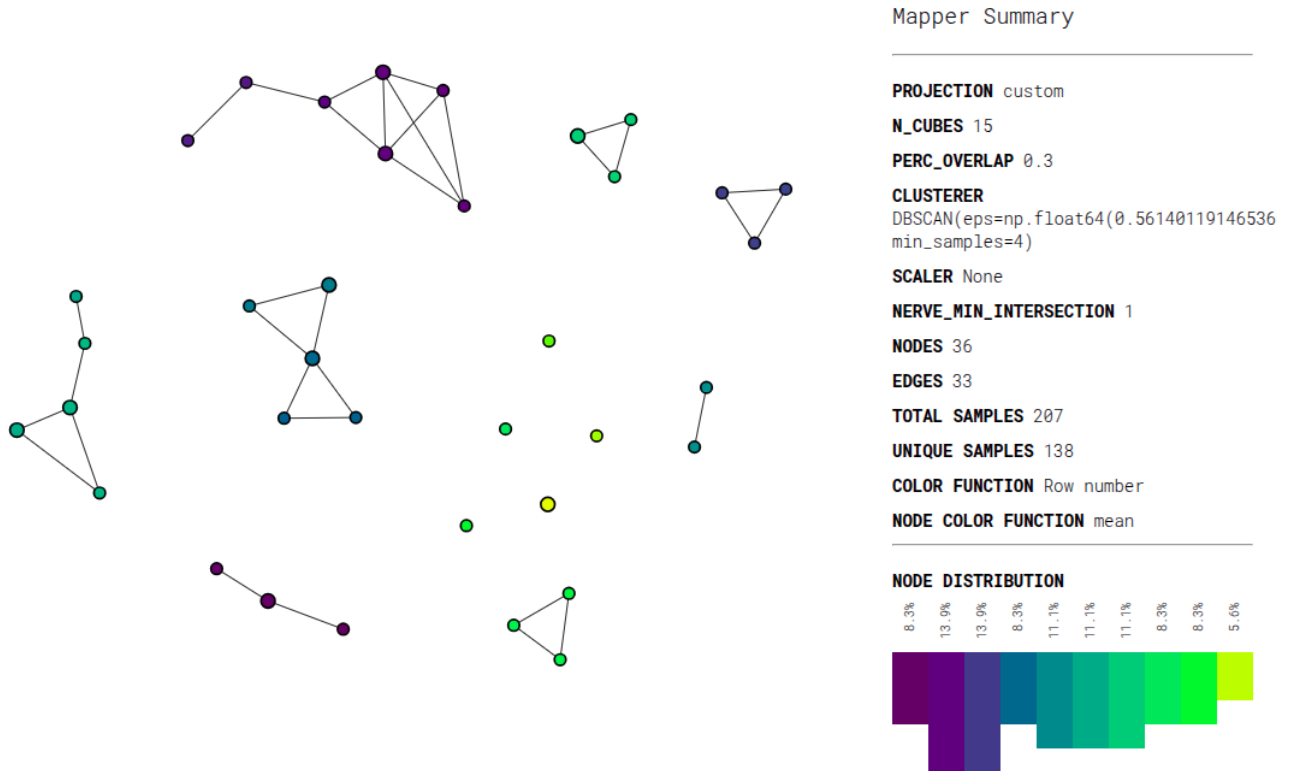 Mapper Summary
PROJECTION custom
N_CUBES 15
PERC_OVERLAP 0.3
CLUSTERER
DBSCAN(eps=np.float64(0.56140119146536
min_samples=4)
SCALER None
NERVE_MIN_INTERSECTION 1
NODES 36
EDGES 33
TOTAL SAMPLES 207
UNIQUE SAMPLES 138
COLOR FUNCTION Row number
NODE COLOR FUNCTION mean
NODE DISTRIBUTION
8.3%
13.9%
13.9%
8.3%
11.1%
11.1%
11.1%
8.3%
8.3%
5.6%